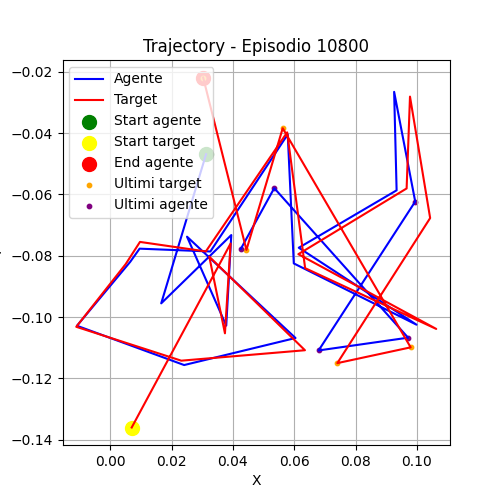 Trajectory - Episodio 10800
Agente
Target
Start agente
Start target
End agente
Ultimi target
Ultimi agente
−0.02
−0.04
−0.06
−0.08
−0.10
−0.12
−0.14
0.00
0.02
0.04
0.06
0.08
0.10
X